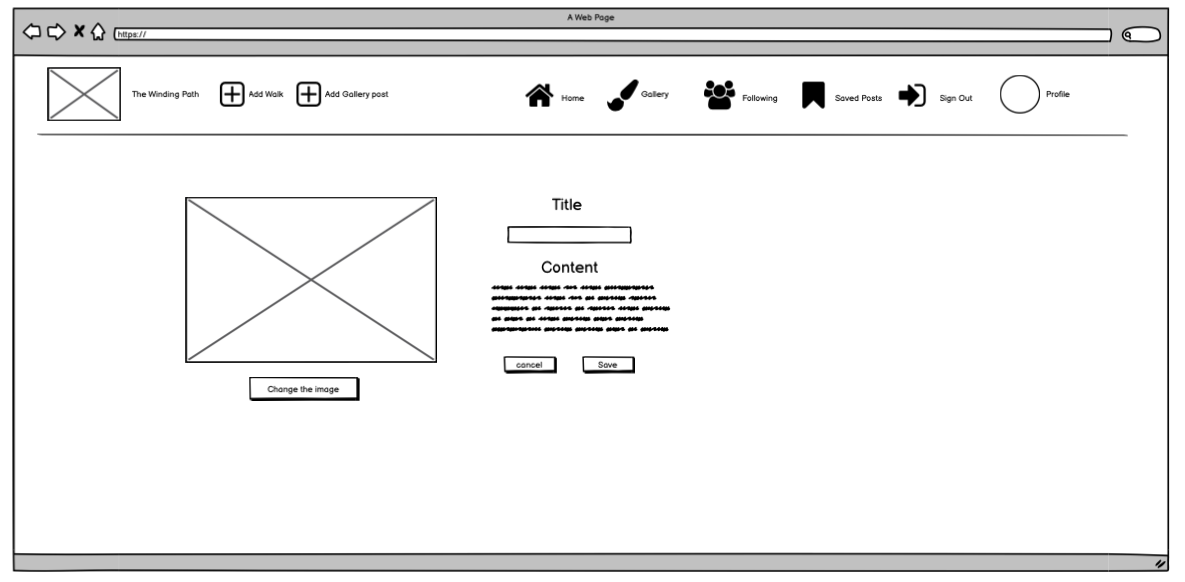 A Web Page
https://
The Winding Path
Add Walk
Add Gallery post
Home
Gallery
Following
Saved Posts
Sign Out
Profile
Title
Content
cancel
Save
Change the image